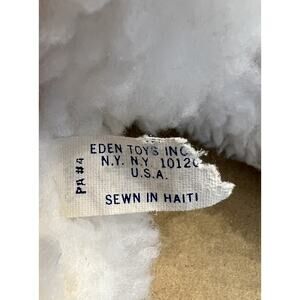 EDEN TOYS INC
N.Y. N.Y. 10120
U.S.A.
SEWN IN HAITI
PA #4